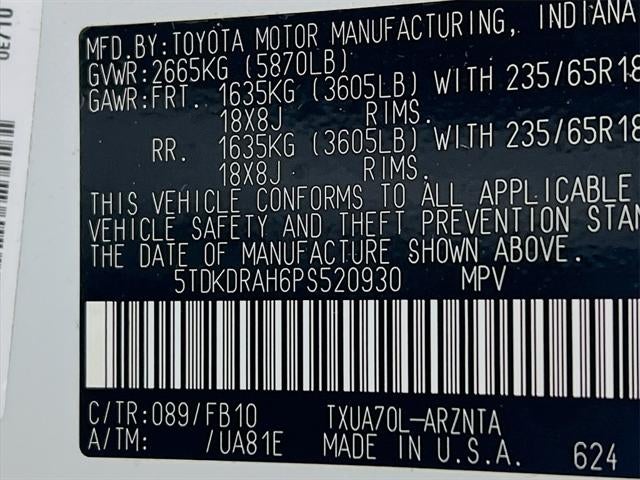 MFD.BY:TOYOTA MOTOR MANUFACTURING, INDIANA
GVWR:2665KG (5870LB)
GAWR:FRT. 1635KG (3605LB) WITH 235/65R18
18X8J RIMS.
RR. 1635KG (3605LB) WITH 235/65R18
18X8J RIMS.
THIS VEHICLE CONFORMS TO ALL APPLICABLE
VEHICLE SAFETY AND THEFT PREVENTION STAN
THE DATE OF MANUFACTURE SHOWN ABOVE.
5TDKDRAH6PS520930 MPV
C/TR:089/FB10 TXUA70L-ARZNTA
A/TM: /UA81E MADE IN U.S.A. 624